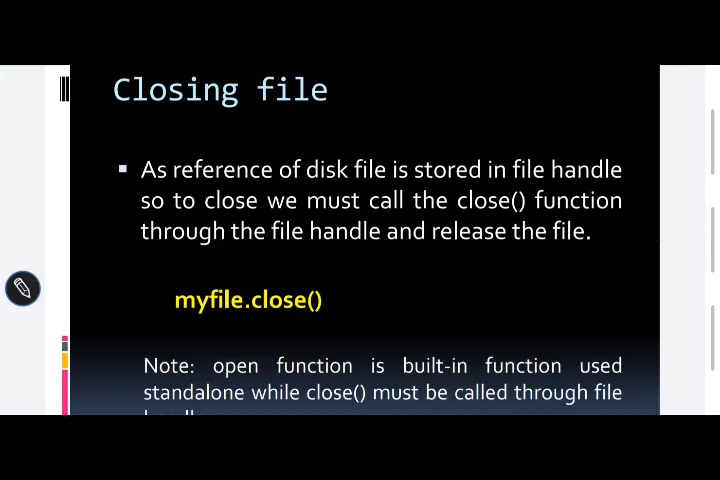 Closing file
As reference of disk file is stored in file handle
so to close we must call the close() function
through the file handle and release the file.
myfile.close()
Note: open function is built-in function used
standalone while close() must be called through file